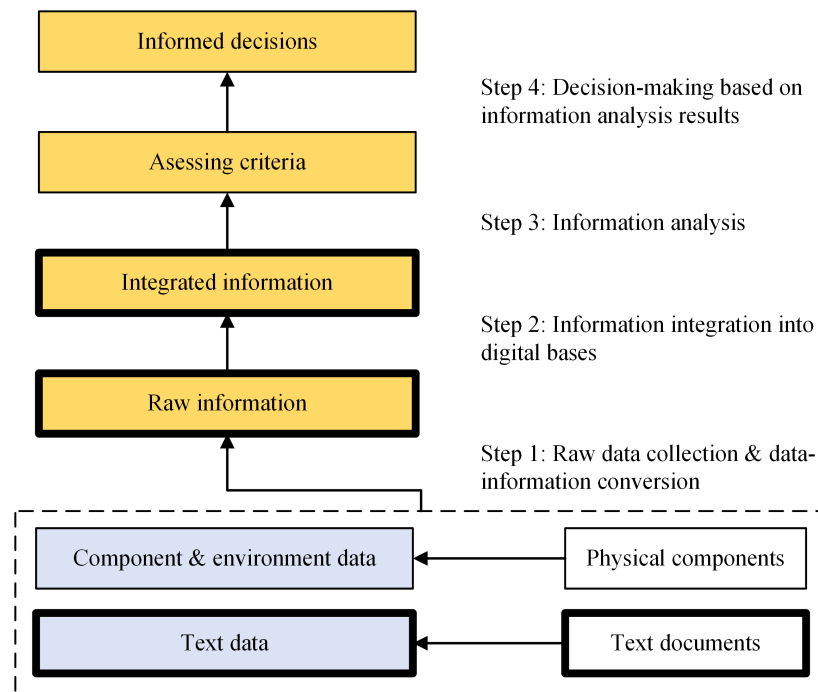 Informed decisions
Step 4: Decision-making based on
information analysis results
Asessing criteria
Step 3: Information analysis
Integrated information
Step 2: Information integration into
digital bases
Raw information
Step 1: Raw data collection & data-
information conversion
Component & environment data
Physical components
Text data
Text documents